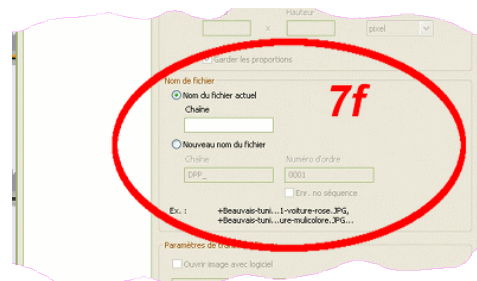 Hauteur
x
pixel
Garder les proportions
Nom de fichier
Nom du fichier actuel
7f
Chaîne
Nouveau nom du fichier
Chaîne Numéro d'ordre
DPP_ 0001
Enr. no séquence
Ex. : +Beauvais-tuni...1-voiture-rose.JPG,
+Beauvais-tuni...ure-mulicolore.JPG...
Paramètres de
Ouvrir image avec logiciel